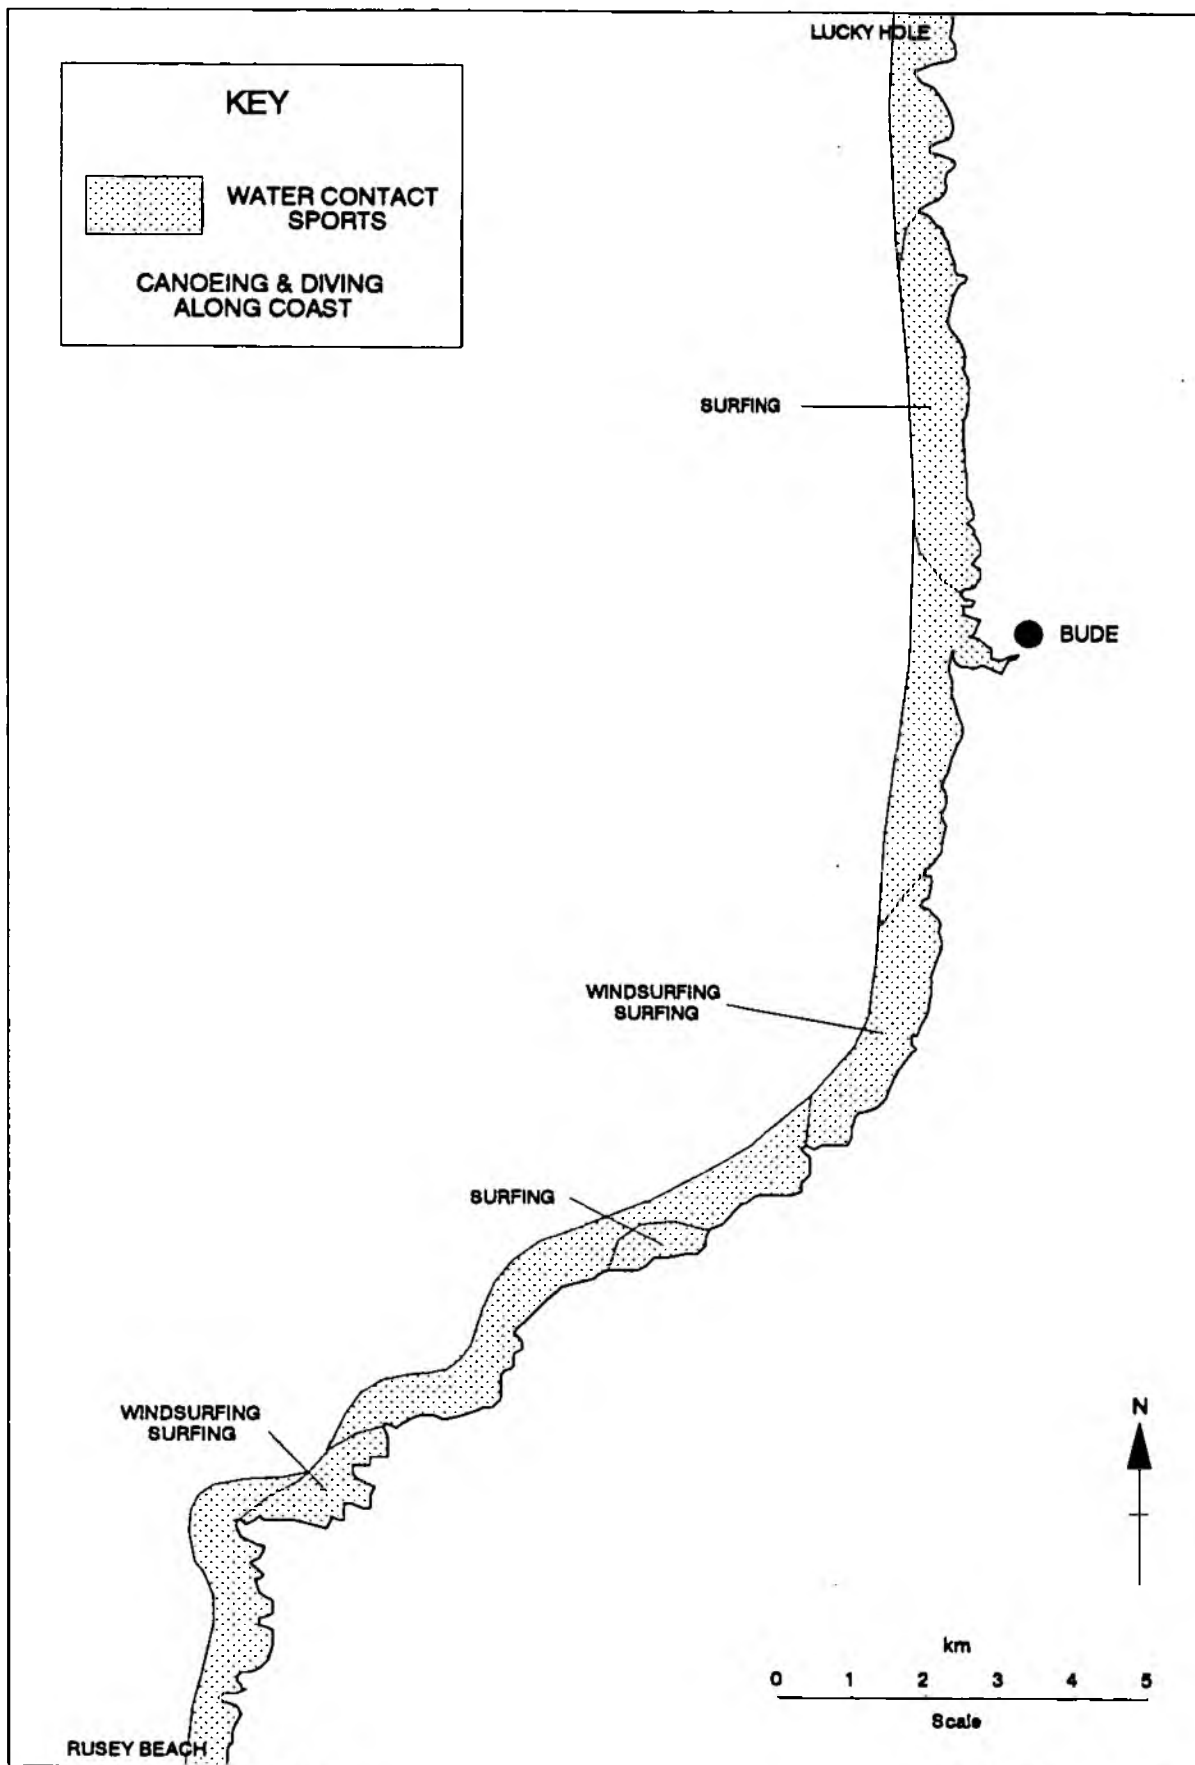 LUCKY HOLE
KEY
WATER CONTACT
SPORTS
CANOEING & DIVING
ALONG COAST
SURFING
BUDE
WINDSURFING
SURFING
SURFING
WINDSURFING
SURFING
N
km
0 1 2 3 4 5
Scale
RUSEY BEACH